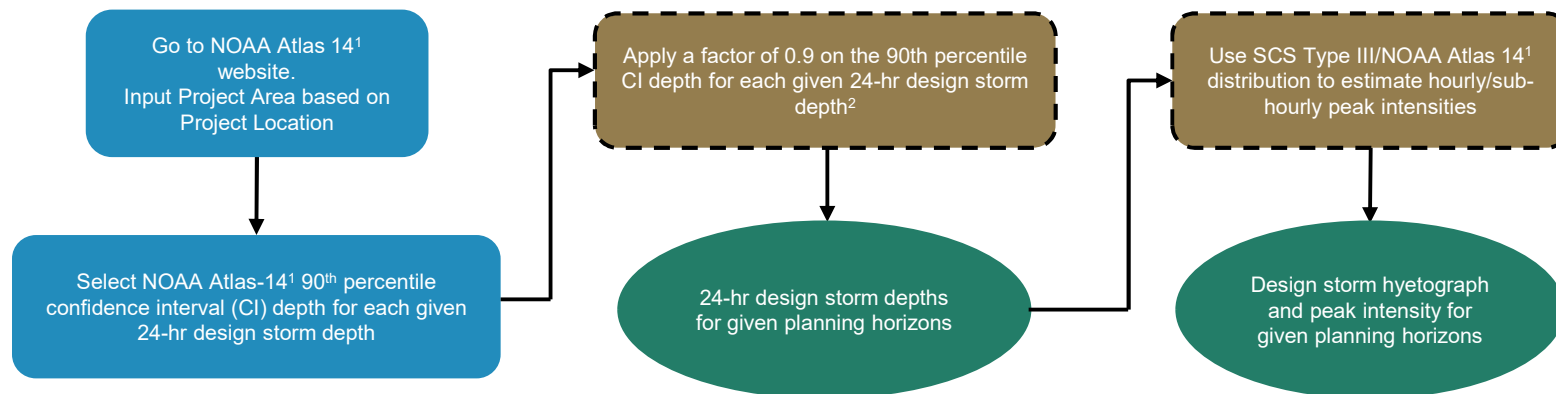 Go to NOAA Atlas 14¹
website.
Input Project Area based on
Project Location
Select NOAA Atlas-14¹ 90ᵗʰ percentile
confidence interval (CI) depth for each given
24-hr design storm depth
Apply a factor of 0.9 on the 90th percentile
CI depth for each given 24-hr design storm
depth²
24-hr design storm depths
for given planning horizons
Use SCS Type III/NOAA Atlas 14¹
distribution to estimate hourly/sub-
hourly peak intensities
Design storm hyetograph
and peak intensity for
given planning horizons